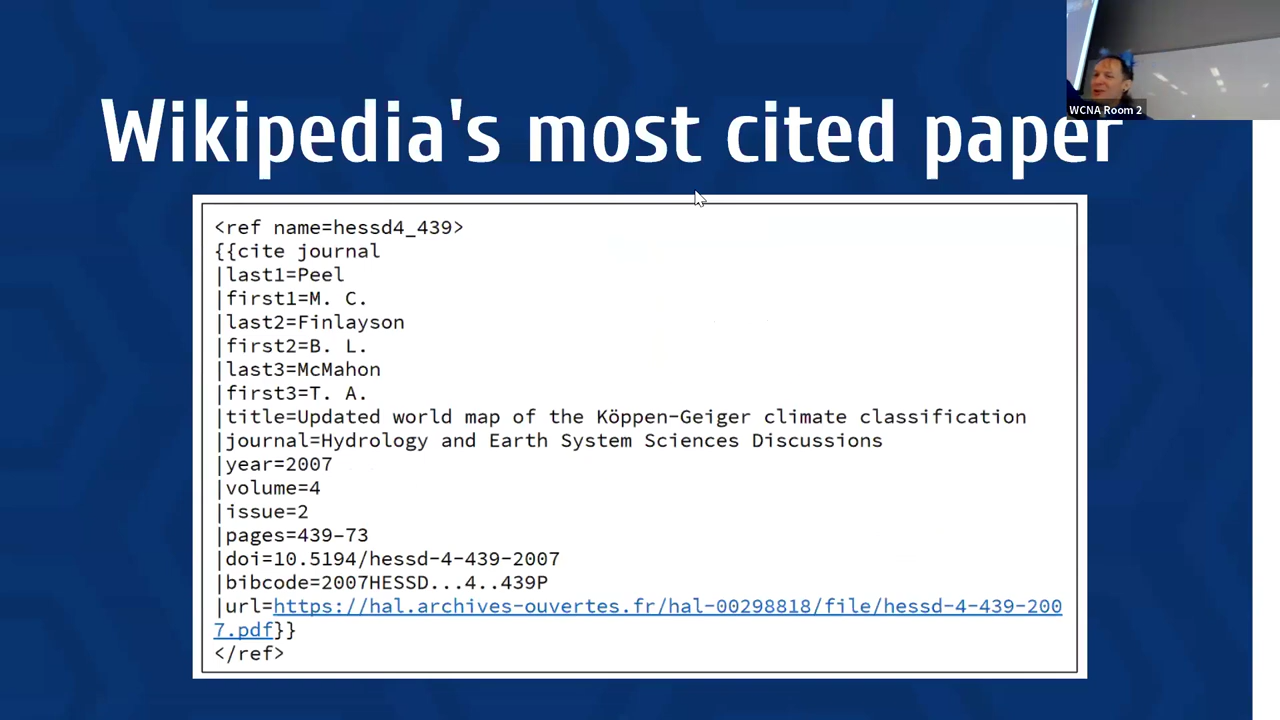 WCNA Room 2
Wikipedia's most cited paper
<ref name=hessd4_439>
{{cite journal
|last1=Peel
|first1=M. C.
|last2=Finlayson
|first2=B. L.
|last3=McMahon
|first3=T. A.
|title=Updated world map of the Köppen-Geiger climate classification
|journal=Hydrology and Earth System Sciences Discussions
|year=2007
|volume=4
|issue=2
|pages=439–73
|doi=10.5194/hessd-4-439-2007
|bibcode=2007HESSD...4..439P
|url=https://hal.archives-ouvertes.fr/hal-00298818/file/hessd-4-439-200
7.pdf}}
</ref>